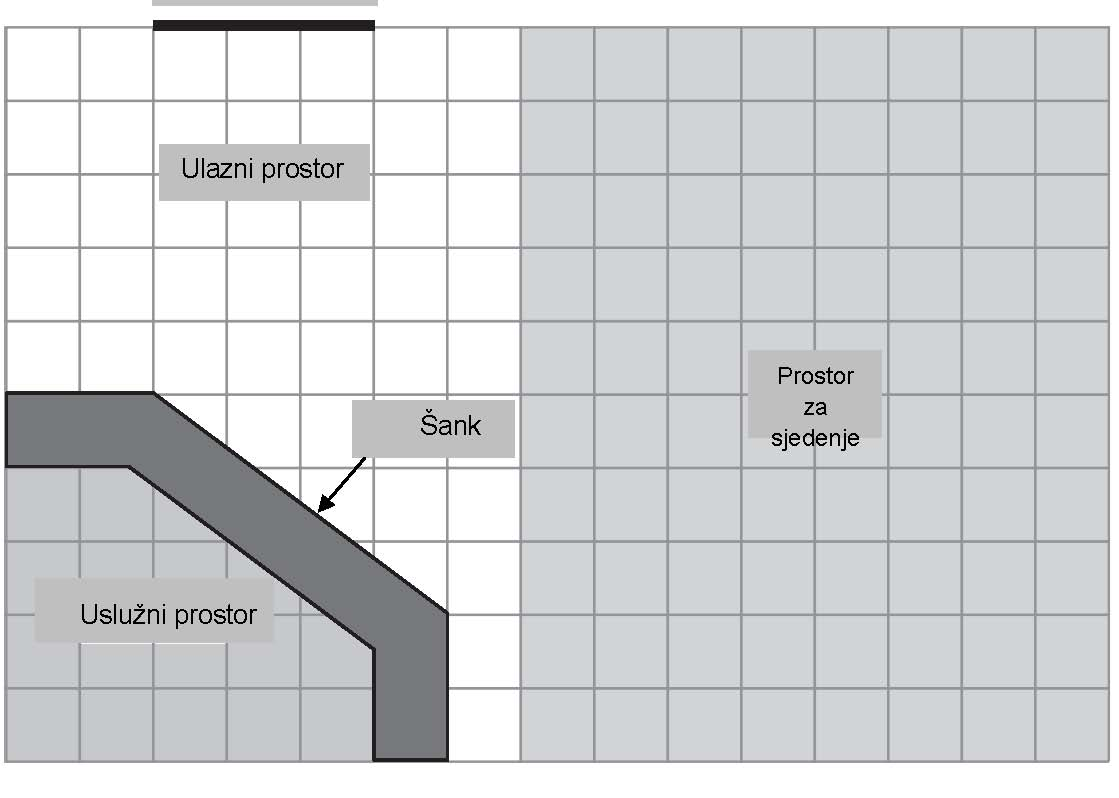 Ulazni prostor
Prostor
za
sjedenje
Šank
Uslužni prostor